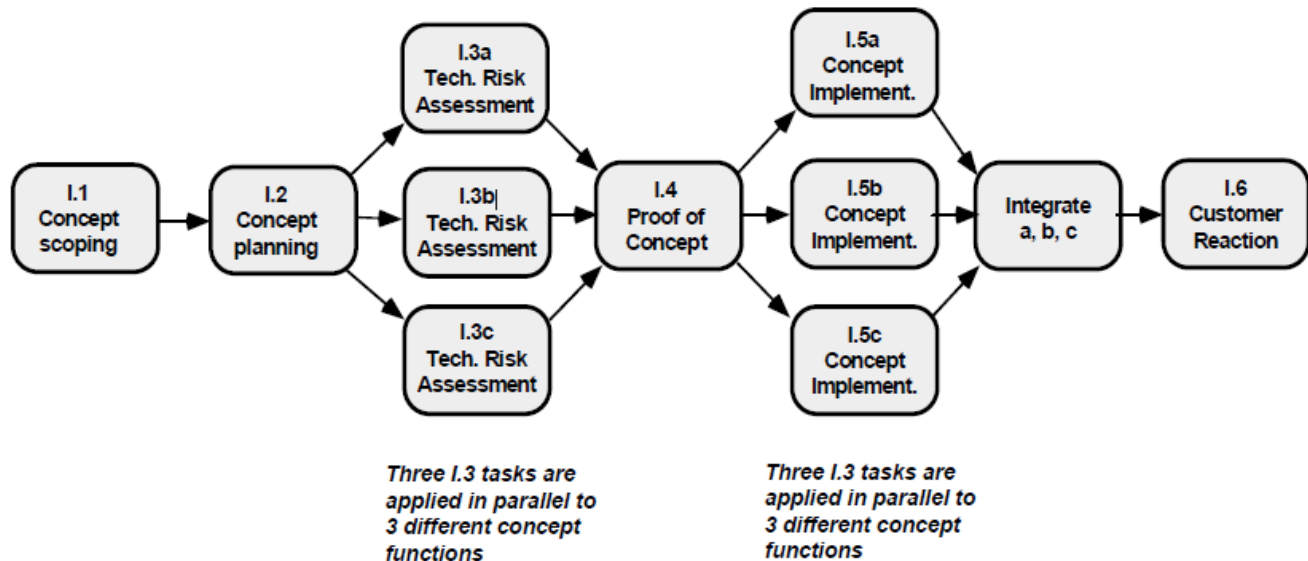 I.1
Concept
scoping
I.2
Concept
planning
I.3a
Tech. Risk
Assessment
I.3b
Tech. Risk
Assessment
I.3c
Tech. Risk
Assessment
I.4
Proof of
Concept
I.5a
Concept
Implement.
I.5b
Concept
Implement.
I.5c
Concept
Implement.
Integrate
a, b, c
I.6
Customer
Reaction
Three I.3 tasks are
applied in parallel to
3 different concept
functions
Three I.3 tasks are
applied in parallel to
3 different concept
functions